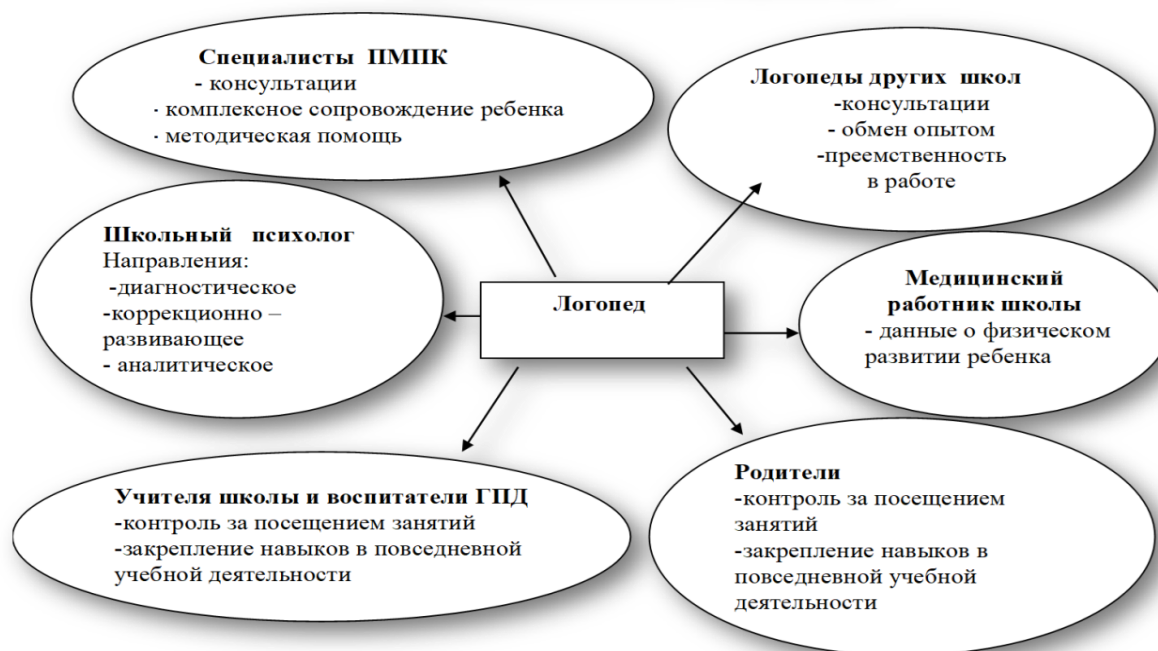 Специалисты ПМПК
- консультации
- комплексное сопровождение ребенка
- методическая помощь
Логопеды других школ
-консультации
- обмен опытом
-преемственность
в работе
Школьный психолог
Направления:
-диагностическое
-коррекционно –
развивающее
- аналитическое
Логопед
Медицинский
работник школы
- данные о физическом
развитии ребенка
Учителя школы и воспитатели ГПД
-контроль за посещением занятий
-закрепление навыков в повседневной
учебной деятельности
Родители
-контроль за посещением
занятий
-закрепление навыков в
повседневной учебной
деятельности